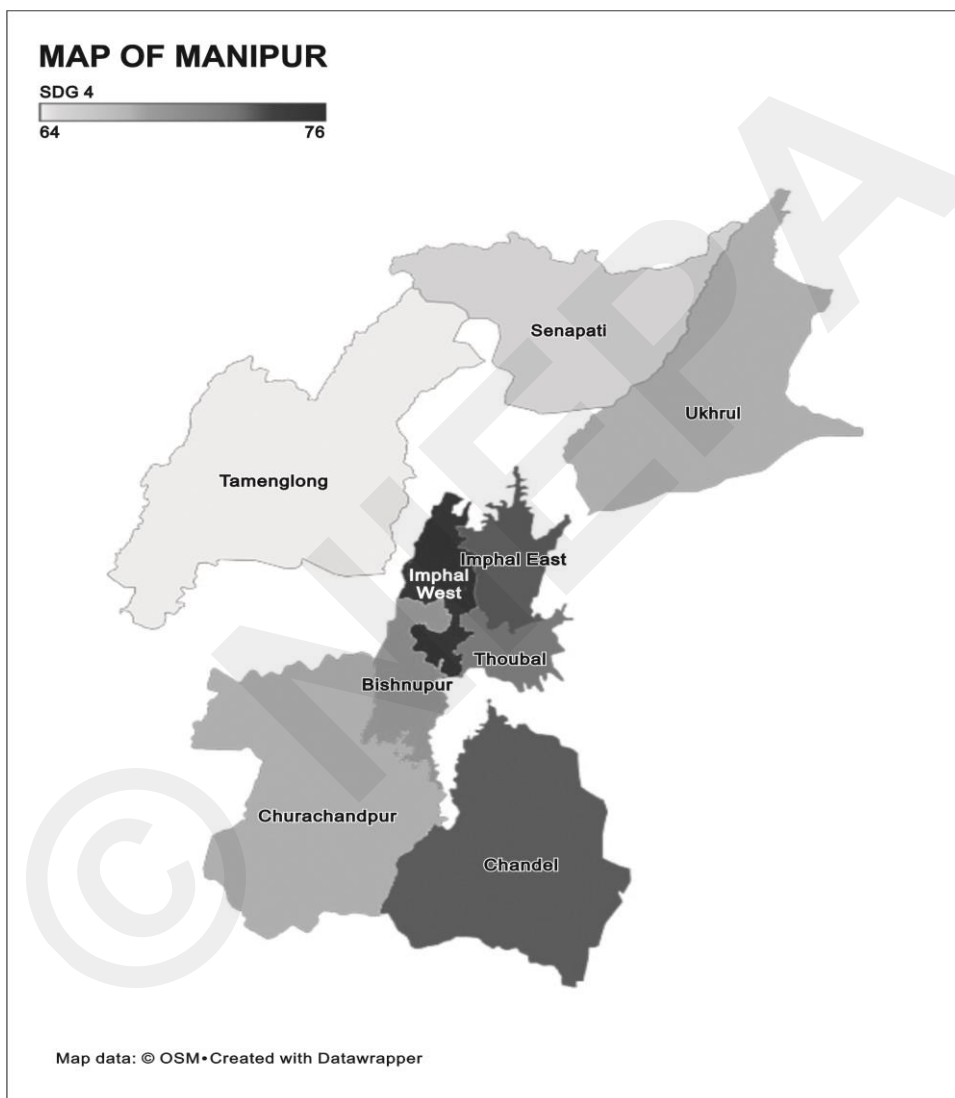 MAP OF MANIPUR
SDG 4
64 76
Senapati
Ukhrul
Tamenglong
Imphal East
Imphal
West
Thoubal
Bishnupur
Churachandpur
Chandel
© NIEPA
Map data: © OSM•Created with Datawrapper